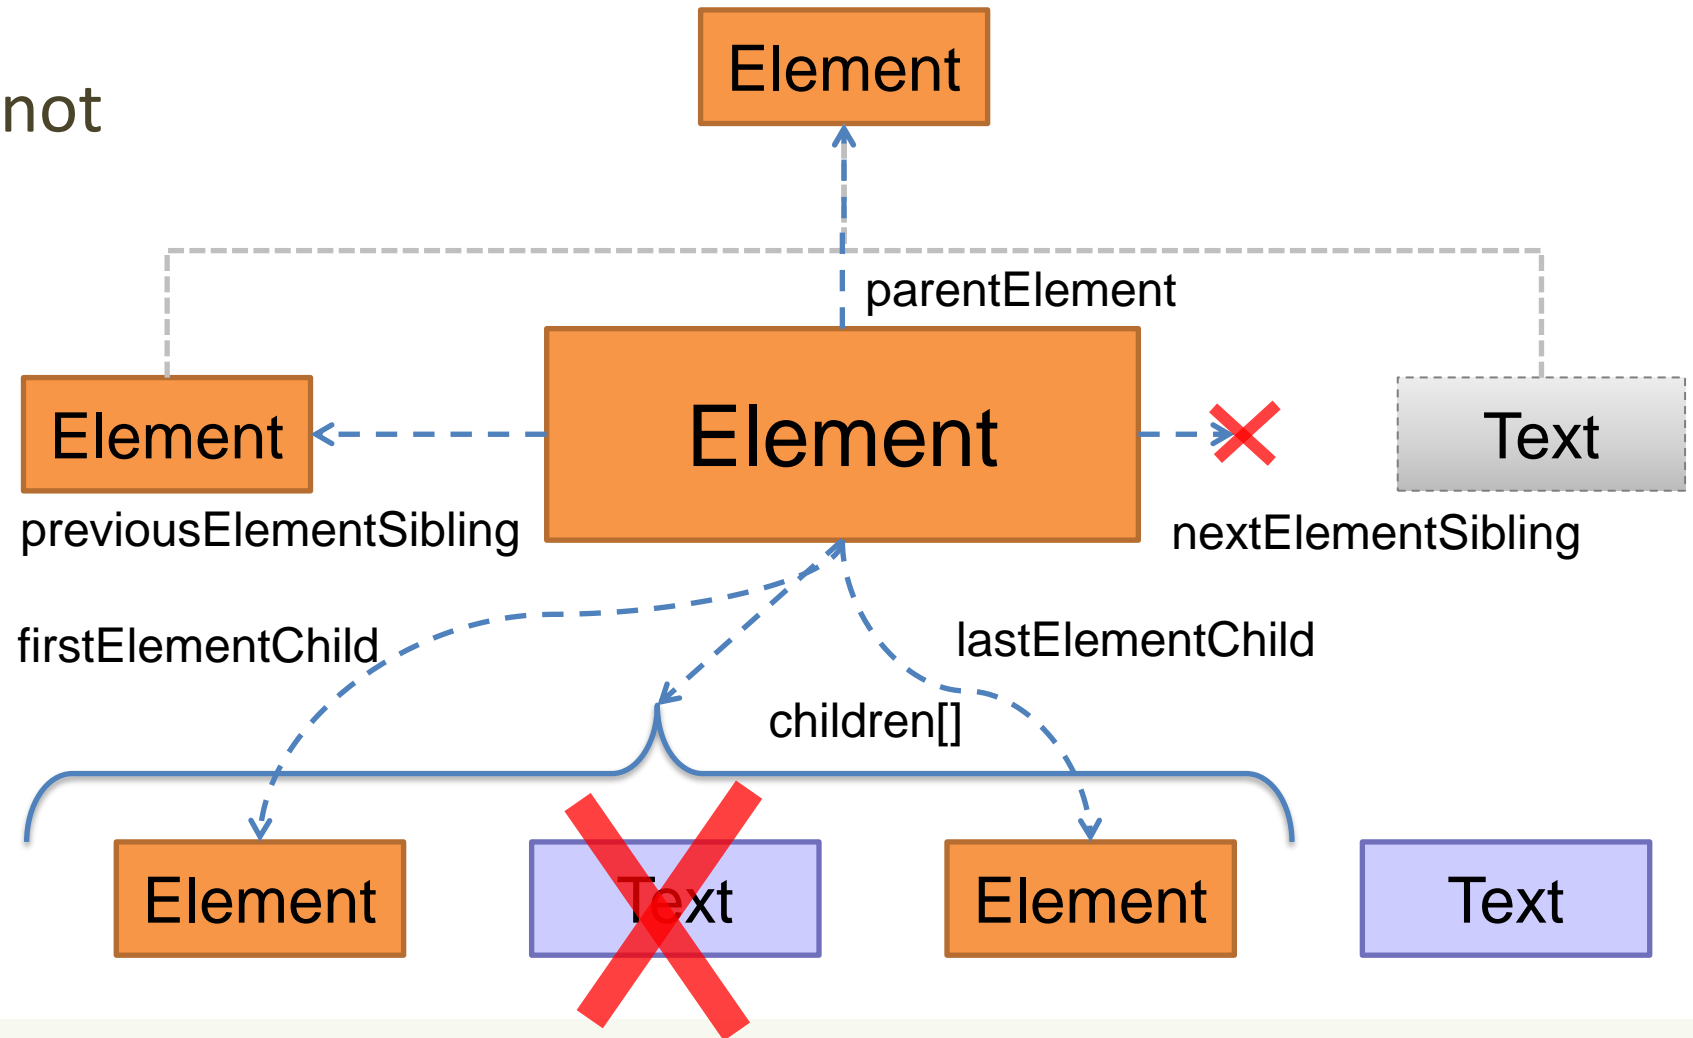 Element
not
parentElement
Element
Element
Text
previousElementSibling
nextElementSibling
firstElementChild
lastElementChild
children[]
Element
Text
Element
Text